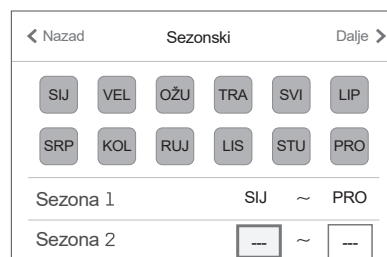 Nazad Sezonski Dalje
SIJ VEL OŽU TRA SVI LIP
SRP KOL RUJ LIS STU PRO
Sezona 1 SIJ ~ PRO
Sezona 2 --- ~ ---